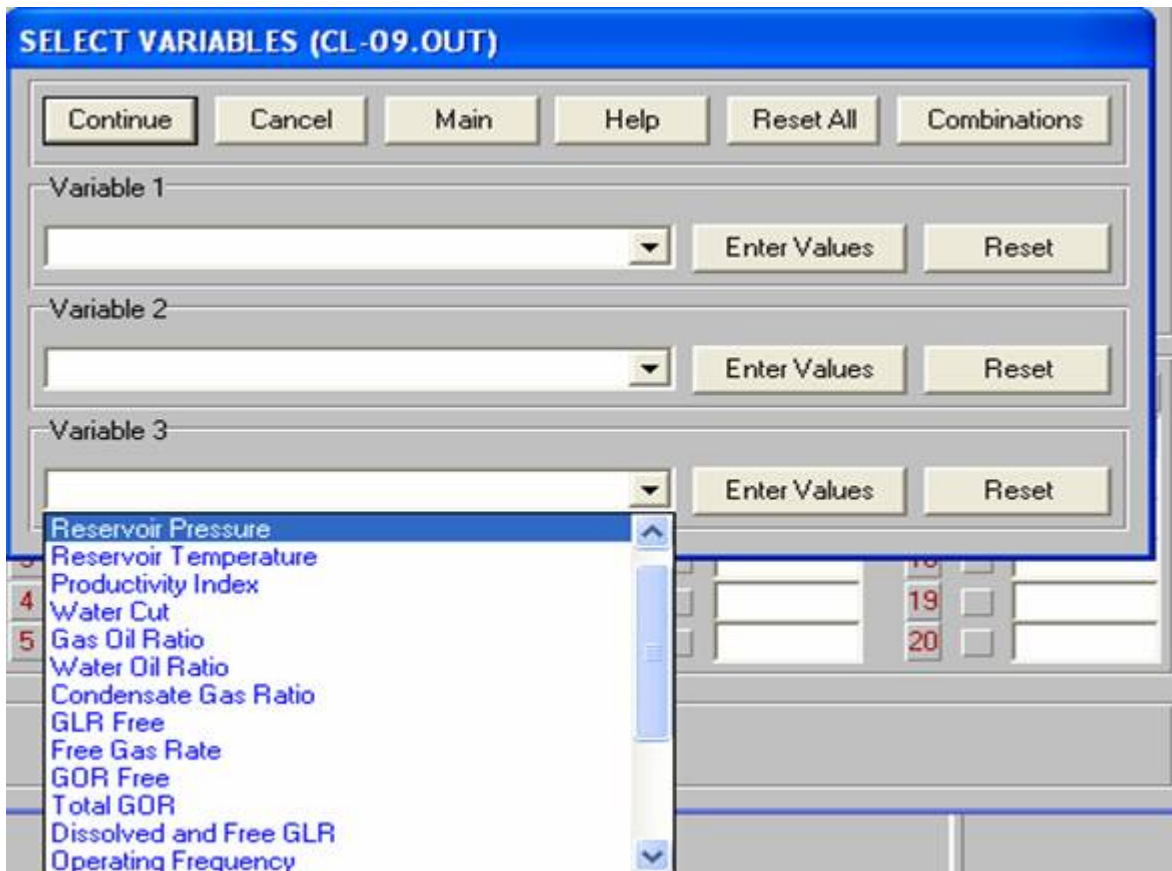 SELECT VARIABLES (CL-09.OUT)
Continue Cancel Main Help Reset All Combinations
Variable 1
Enter Values Reset
Variable 2
Enter Values Reset
Variable 3
Enter Values Reset
Reservoir Pressure
Reservoir Temperature
Productivity Index
4 Water Cut 19
5 Gas Oil Ratio 20
Water Oil Ratio
Condensate Gas Ratio
GLR Free
Free Gas Rate
GOR Free
Total GOR
Dissolved and Free GLR
Operating Frequency